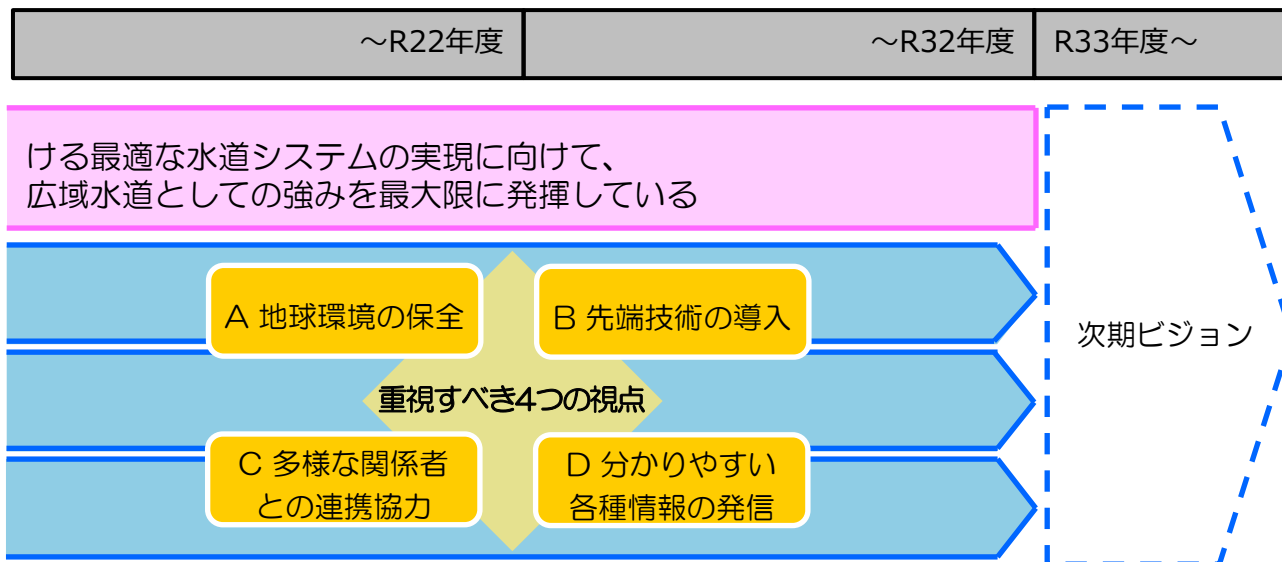 ～R22年度
～R32年度
R33年度～
ける最適な水道システムの実現に向けて、
広域水道としての強みを最大限に発揮している
A 地球環境の保全
B 先端技術の導入
次期ビジョン
重視すべき4つの視点
C 多様な関係者
との連携協力
D 分かりやすい
各種情報の発信